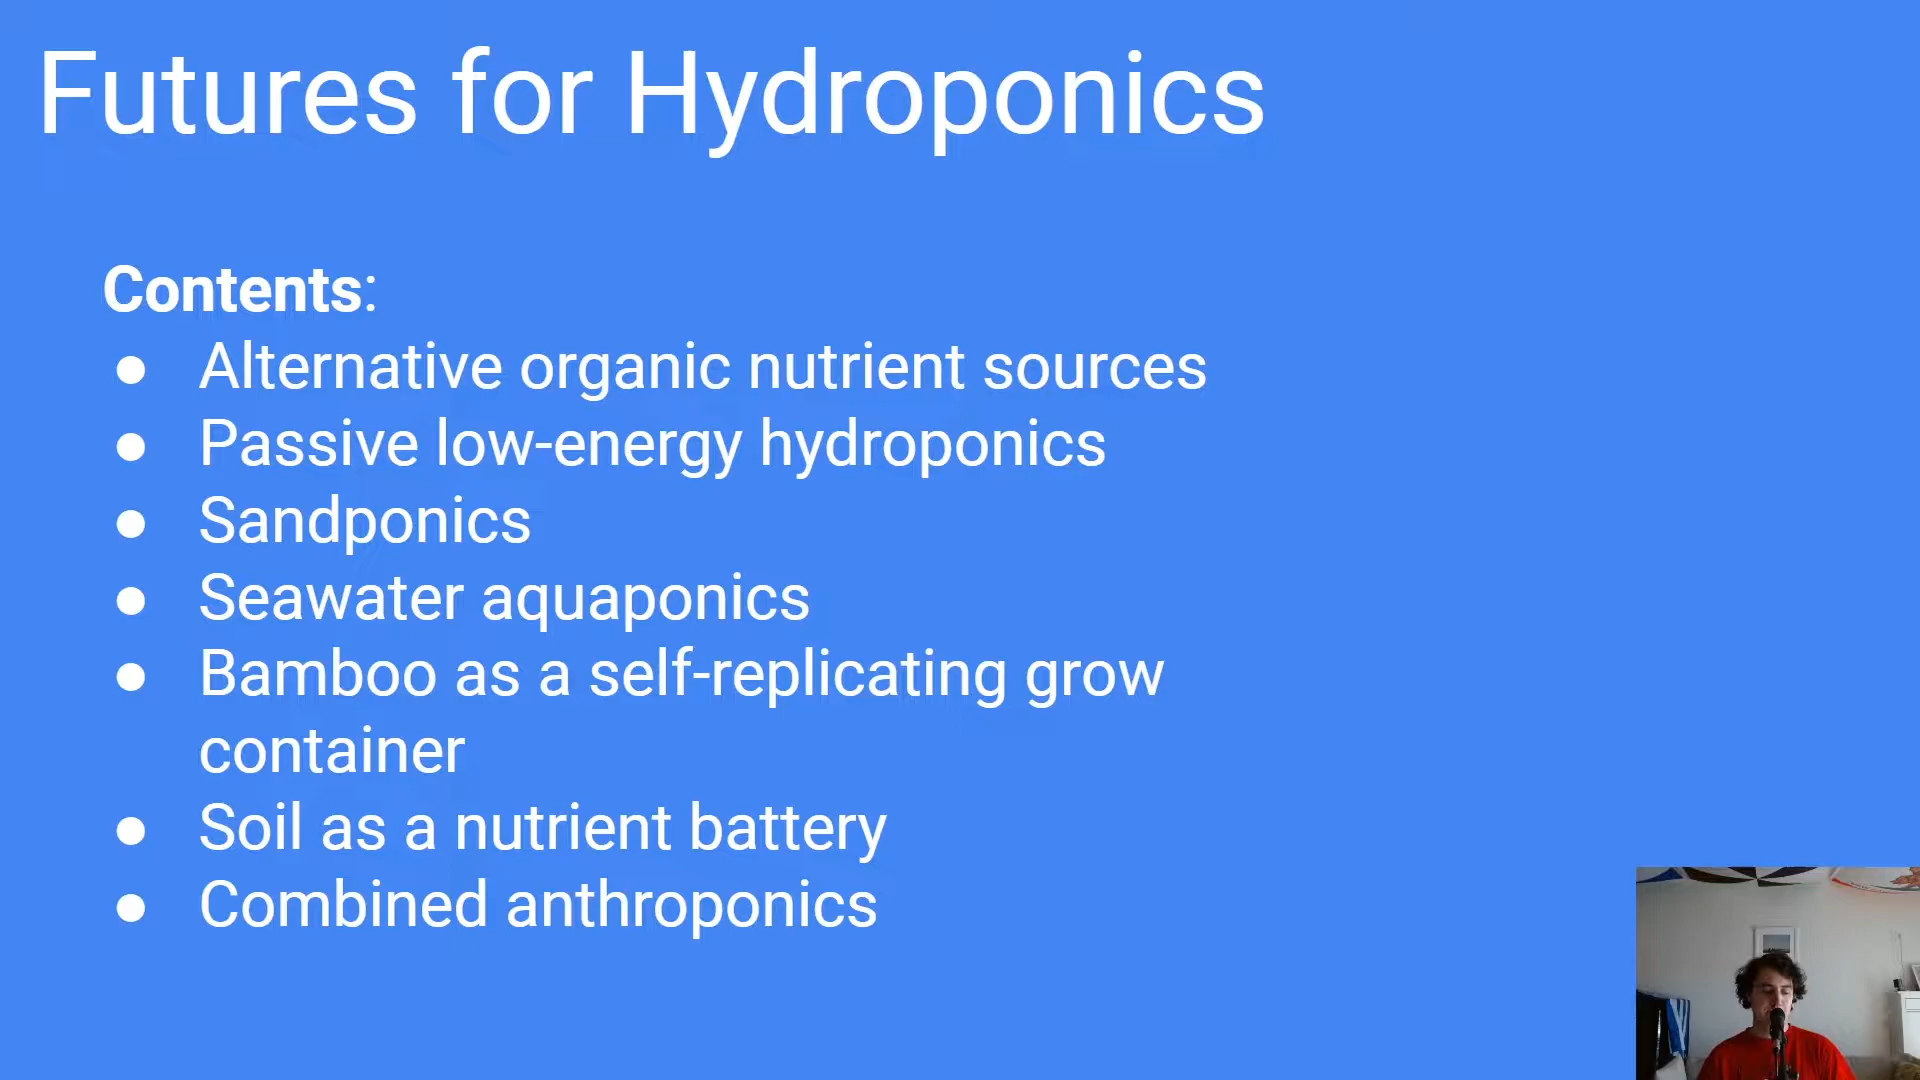 Futures for Hydroponics
Contents:
● Alternative organic nutrient sources
● Passive low-energy hydroponics
● Sandponics
● Seawater aquaponics
● Bamboo as a self-replicating grow
container
● Soil as a nutrient battery
● Combined anthroponics